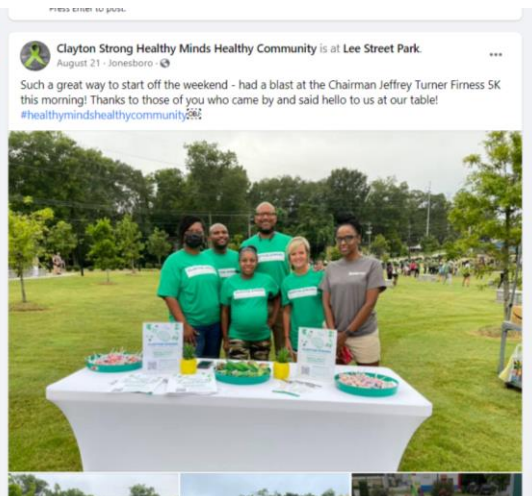 Press Enter to post.
Clayton Strong Healthy Minds Healthy Community is at Lee Street Park.
August 21 · Jonesboro ·
Such a great way to start off the weekend - had a blast at the Chairman Jeffrey Turner Firness 5K
this morning! Thanks to those of you who came by and said hello to us at our table!
#healthymindshealthycommunity